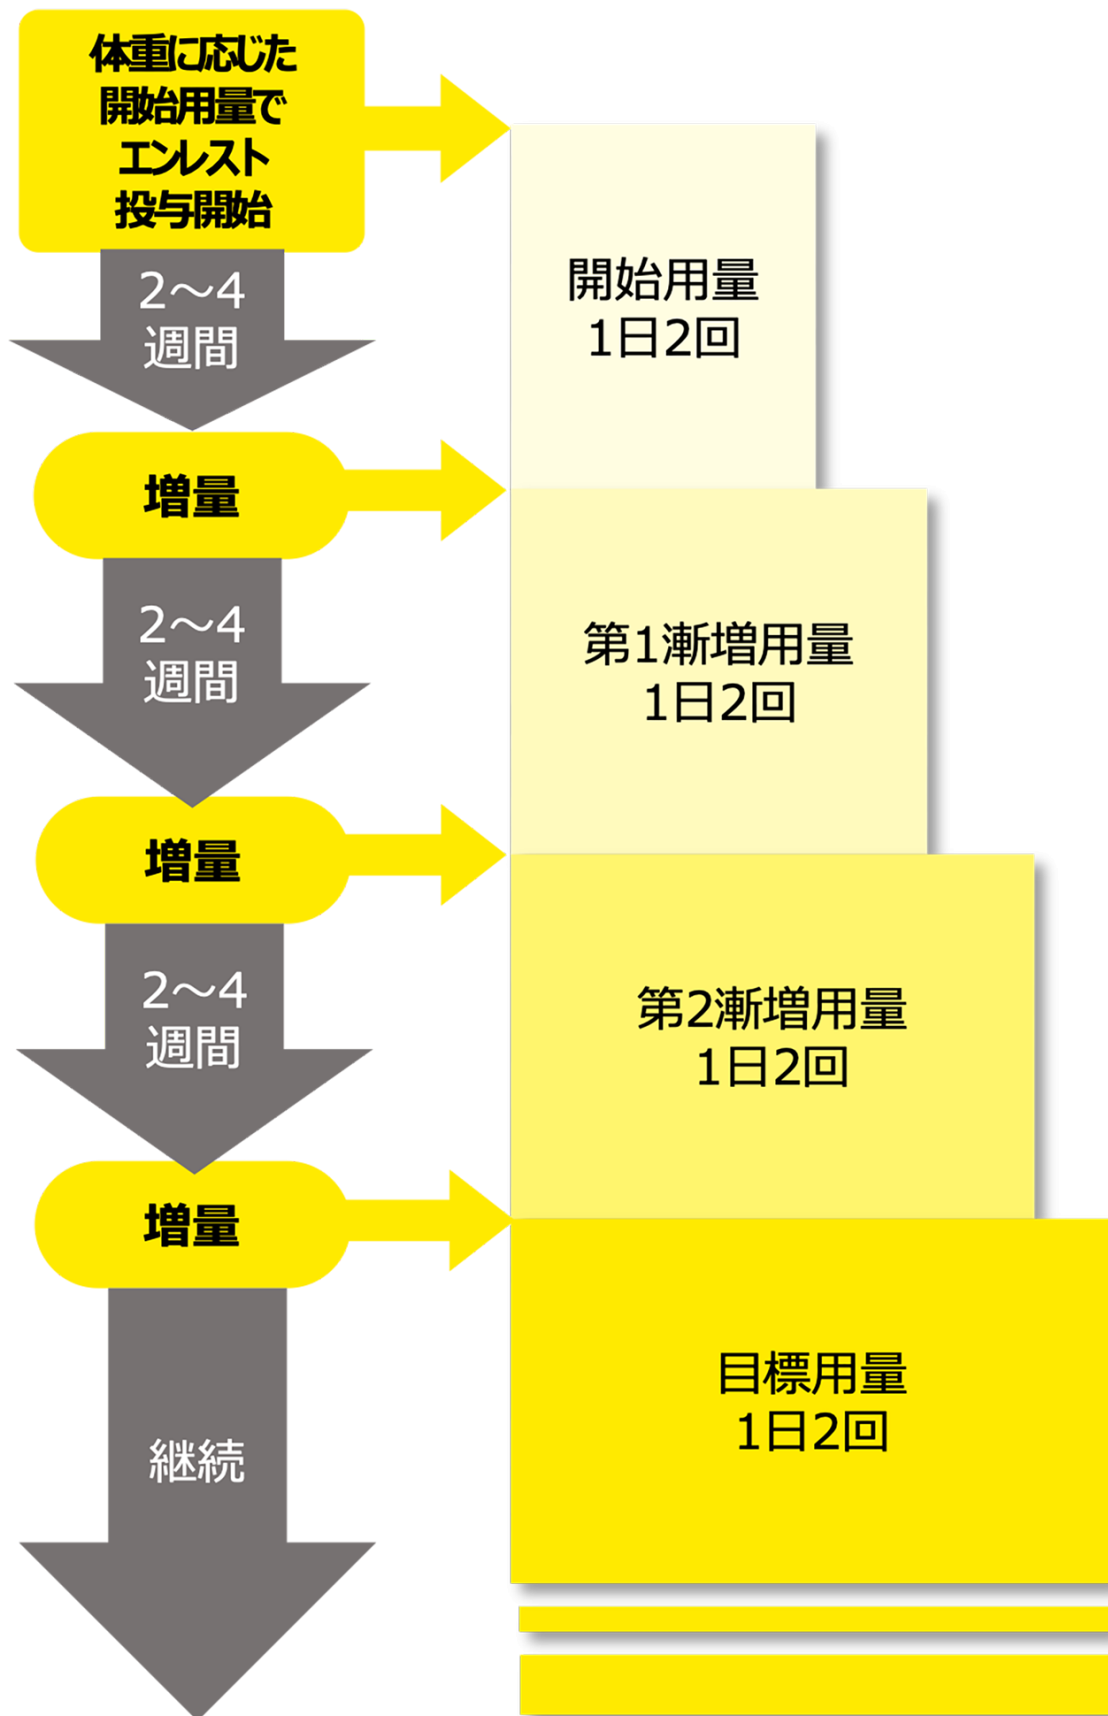 体重に応じた
開始用量で
エンレスト
投与開始
2～4
週間
開始用量
1日2回
増量
2～4
週間
第1漸増用量
1日2回
増量
2～4
週間
第2漸増用量
1日2回
増量
継続
目標用量
1日2回